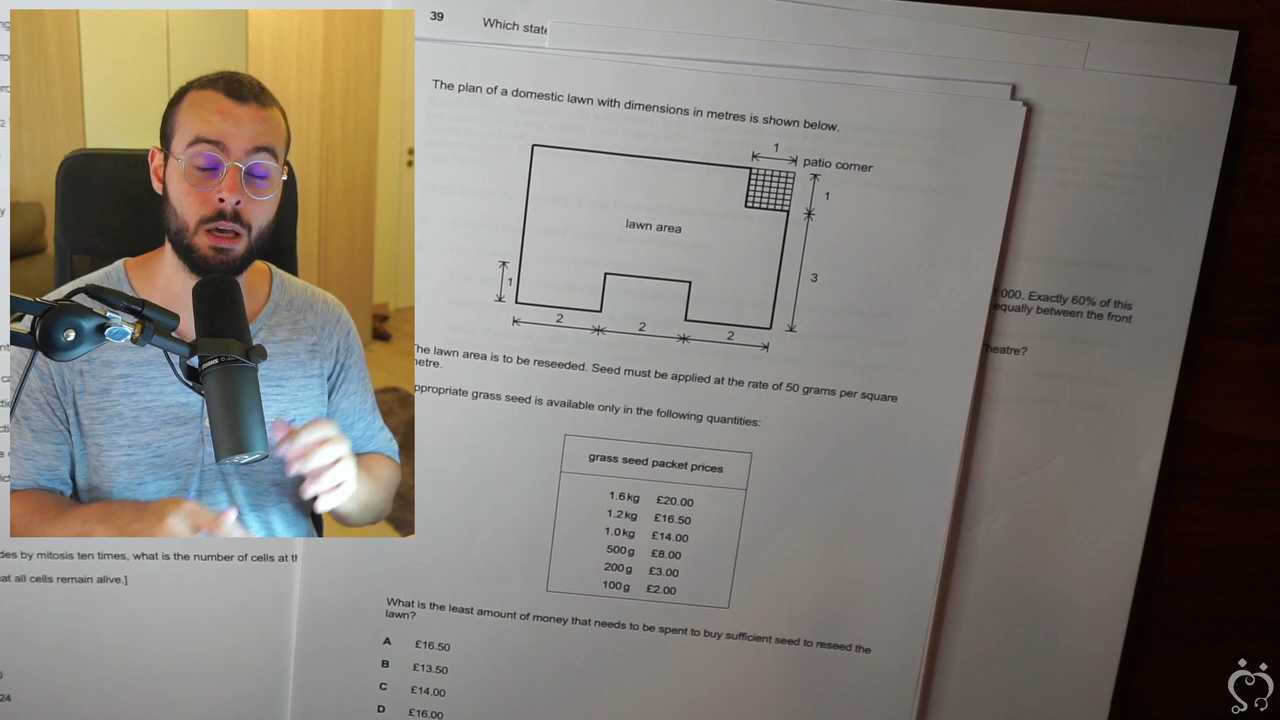 39
Which state
The plan of a domestic lawn with dimensions in metres is shown below.
1
patio corner
1
lawn area
3
1
2
2
2
000. Exactly 60% of this
equally between the front
heatre?
he lawn area is to be reseeded. Seed must be applied at the rate of 50 grams per square
netre.
ppropriate grass seed is available only in the following quantities:
grass seed packet prices
1.6 kg £20.00
1.2 kg £16.50
1.0 kg £14.00
500 g £8.00
200 g £3.00
100 g £2.00
des by mitosis ten times, what is the number of cells at th
at all cells remain alive.]
What is the least amount of money that needs to be spent to buy sufficient seed to reseed the
lawn?
A £16.50
B £13.50
C £14.00
D £16.00
24